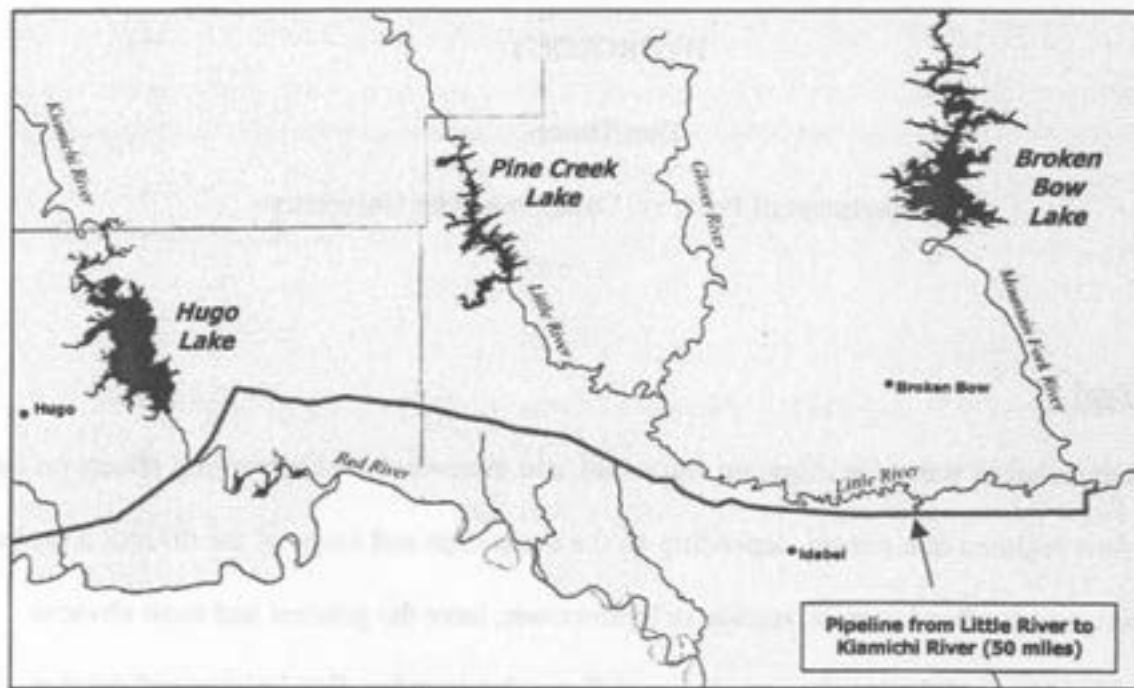 Kiamichi River
Pine Creek
Lake
Glover River
Broken
Bow
Lake
Hugo
Lake
Little River
Mountain Fork River
Hugo
Broken Bow
Red River
Little River
Idabel
Pipeline from Little River to
Kiamichi River (50 miles)